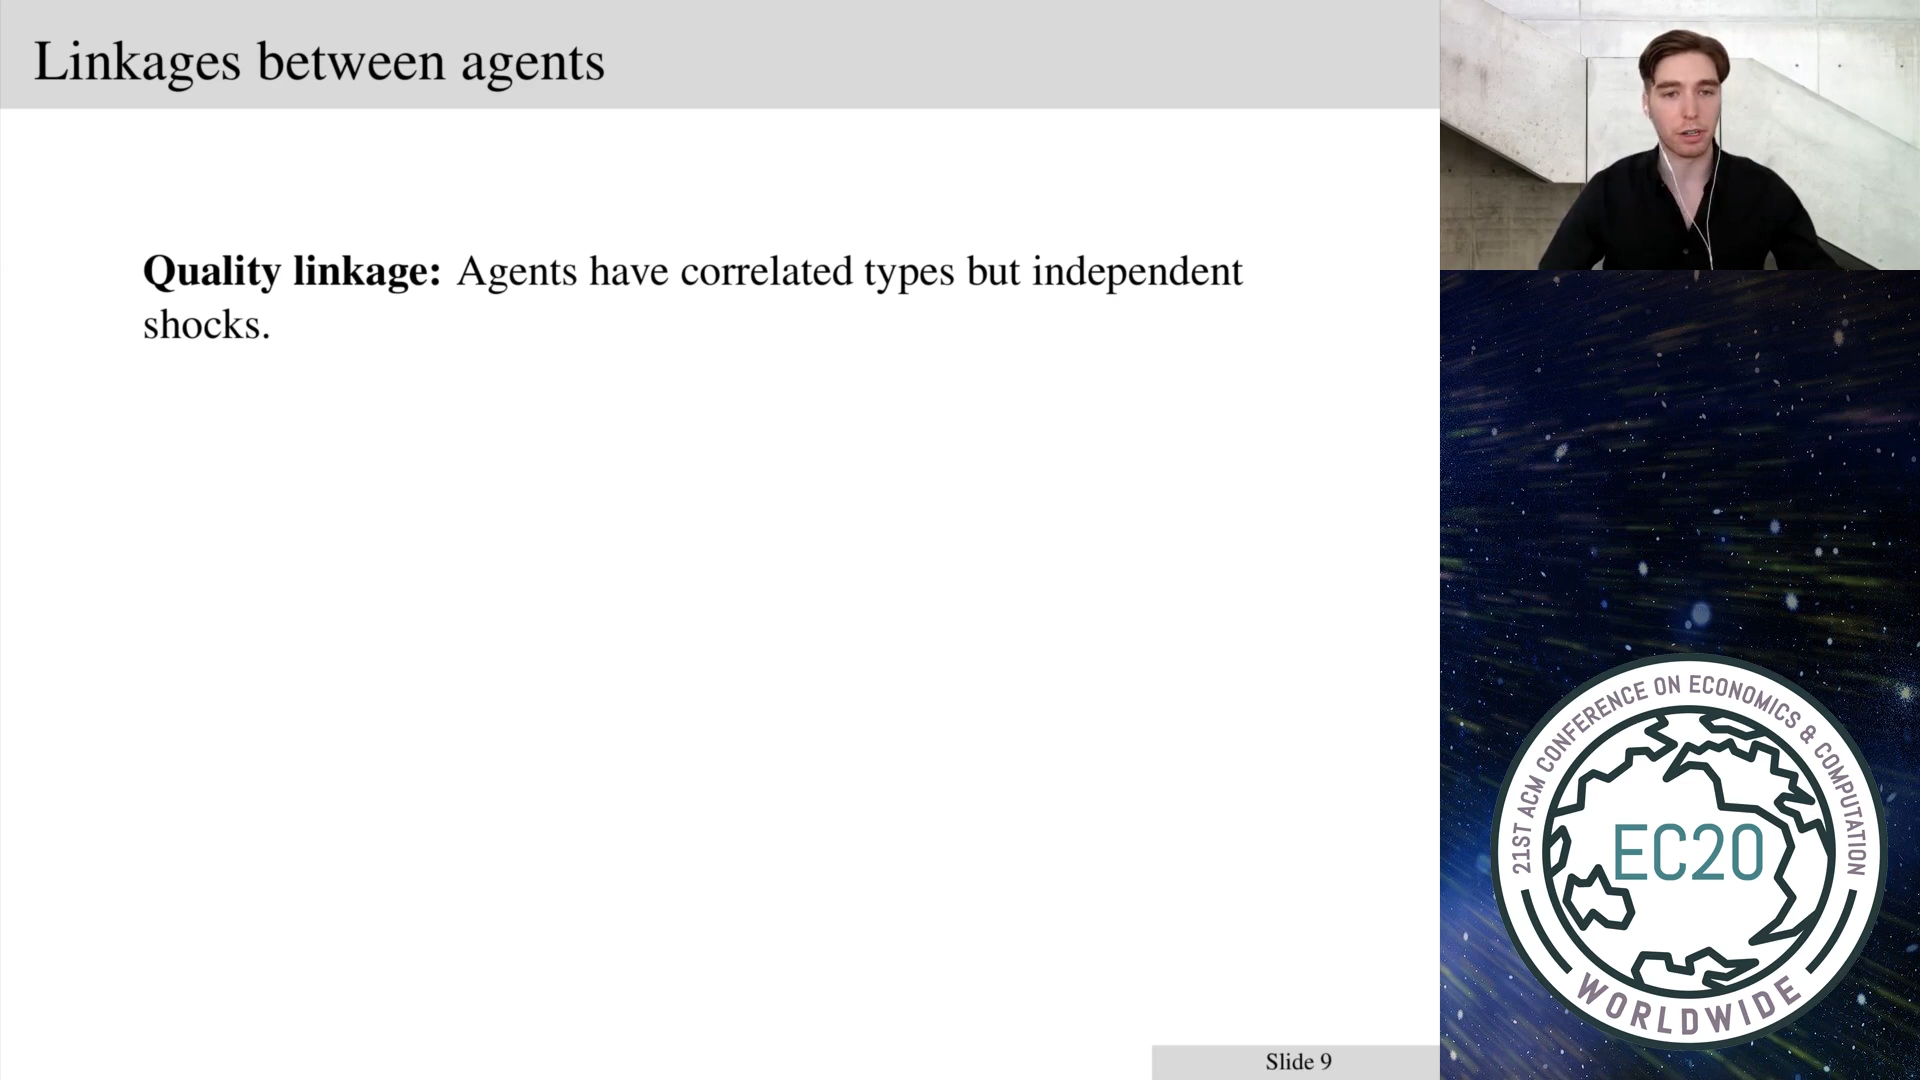 Linkages between agents
Quality linkage: Agents have correlated types but independent
shocks.
Slide 9
21ST ACM CONFERENCE ON ECONOMICS & COMPUTATION
EC20
WORLDWIDE